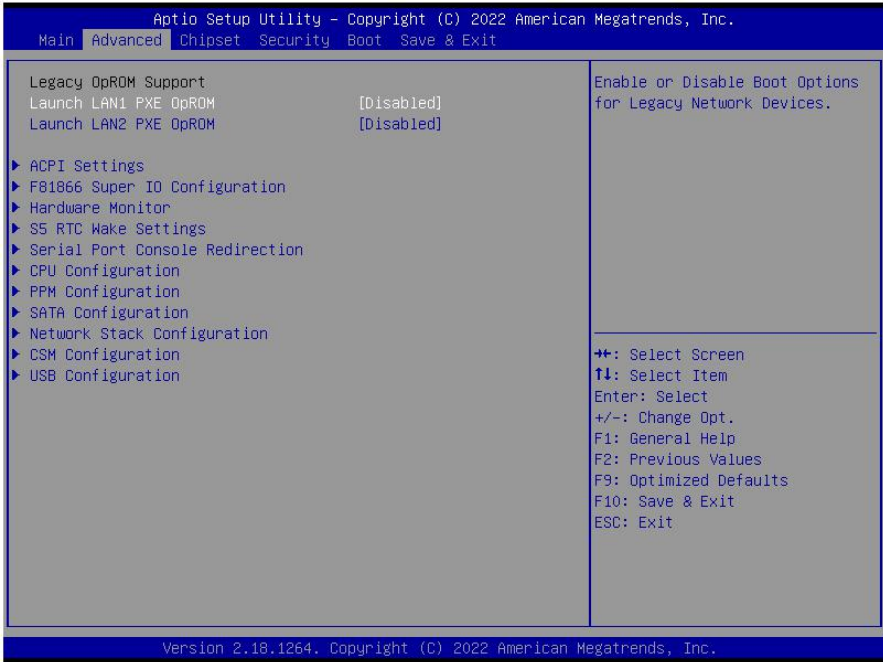 Aptio Setup Utility – Copyright (C) 2022 American Megatrends, Inc.
Main Advanced Chipset Security Boot Save & Exit
Legacy OpROM Support
Launch LAN1 PXE OpROM [Disabled]
Launch LAN2 PXE OpROM [Disabled]
ACPI Settings
F81866 Super IO Configuration
Hardware Monitor
S5 RTC Wake Settings
Serial Port Console Redirection
CPU Configuration
PPM Configuration
SATA Configuration
Network Stack Configuration
CSM Configuration
USB Configuration
Enable or Disable Boot Options
for Legacy Network Devices.
→←: Select Screen
↑↓: Select Item
Enter: Select
+/-: Change Opt.
F1: General Help
F2: Previous Values
F9: Optimized Defaults
F10: Save & Exit
ESC: Exit
Version 2.18.1264. Copyright (C) 2022 American Megatrends, Inc.